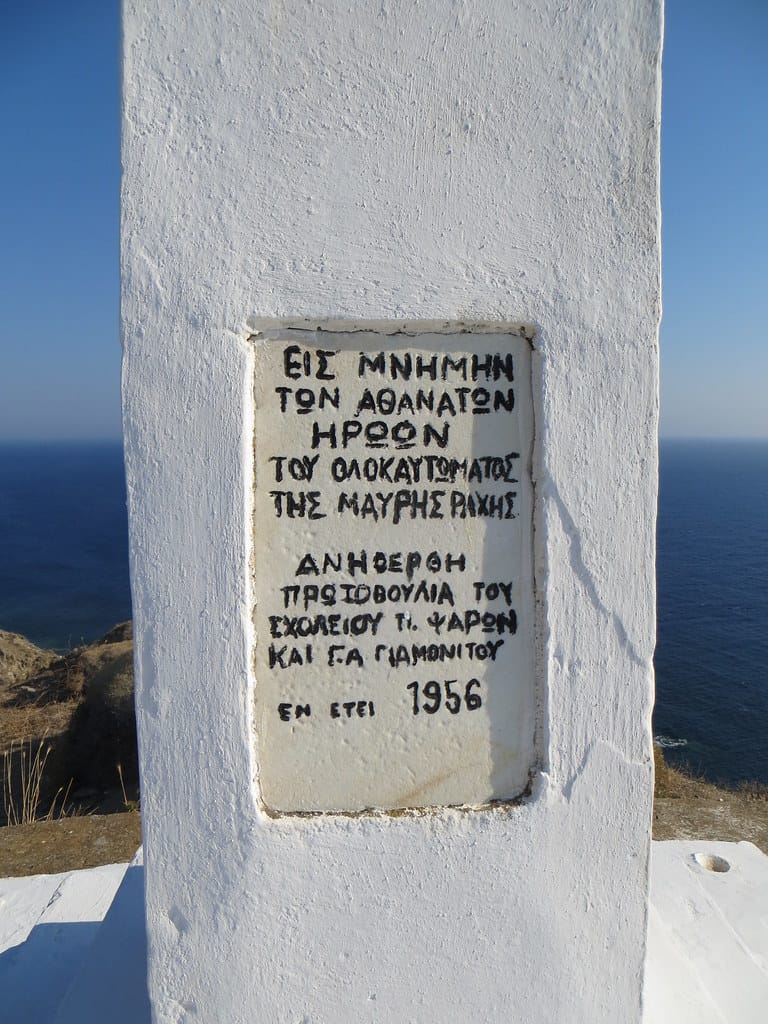 ΕΙΣ ΜΝΗΜΗΝ
ΤΩΝ ΑΘΑΝΑΤΩΝ
ΗΡΩΩΝ
ΤΟΥ ΟΛΟΚΑΥΤΩΜΑΤΟΣ
ΤΗΣ ΜΑΥΡΗΣ ΡΑΧΗΣ
ΑΝΗΘΕΡΘΗ
ΠΡΩΤΟΒΟΥΛΙΑ ΤΟΥ
ΣΧΟΛΕΙΟΥ Π. ΨΑΡΩΝ
ΚΑΙ Γ.Α ΓΙΑΜΟΝΙΤΟΥ
ΕΝ ΕΤΕΙ 1956